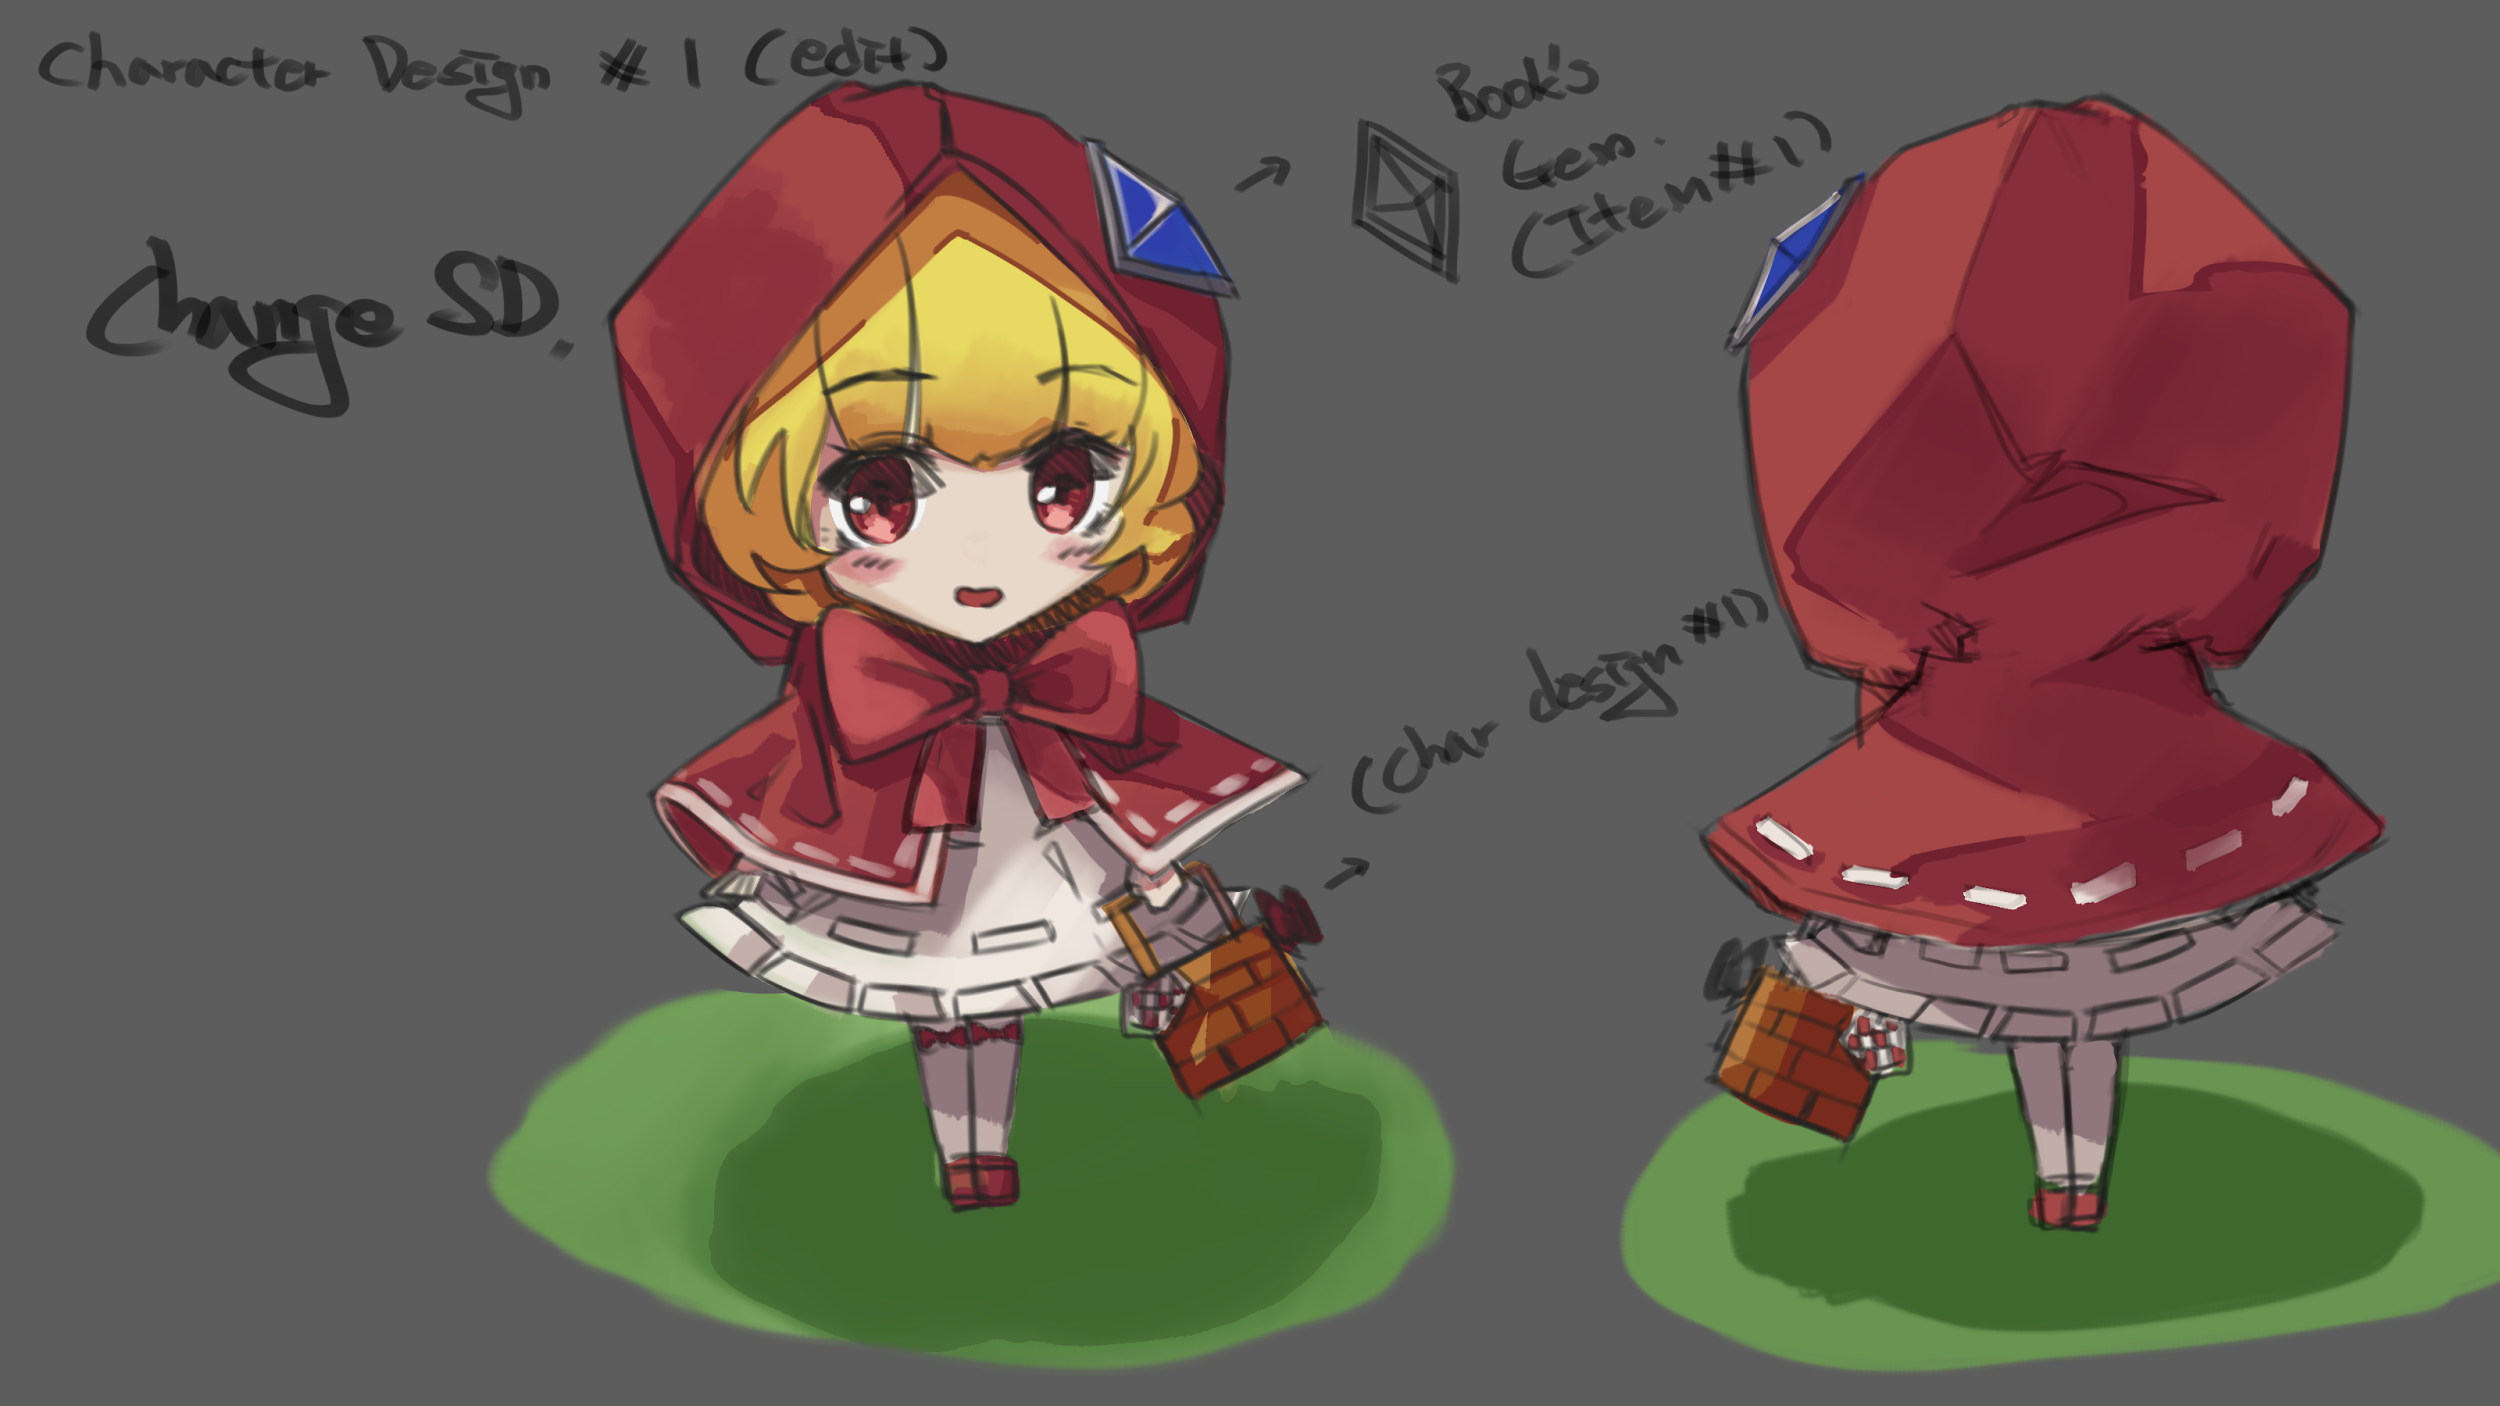 Character Design #1 (edit)
Change SD.
Book's
Gem.
(Item #1)
(Char design #1)